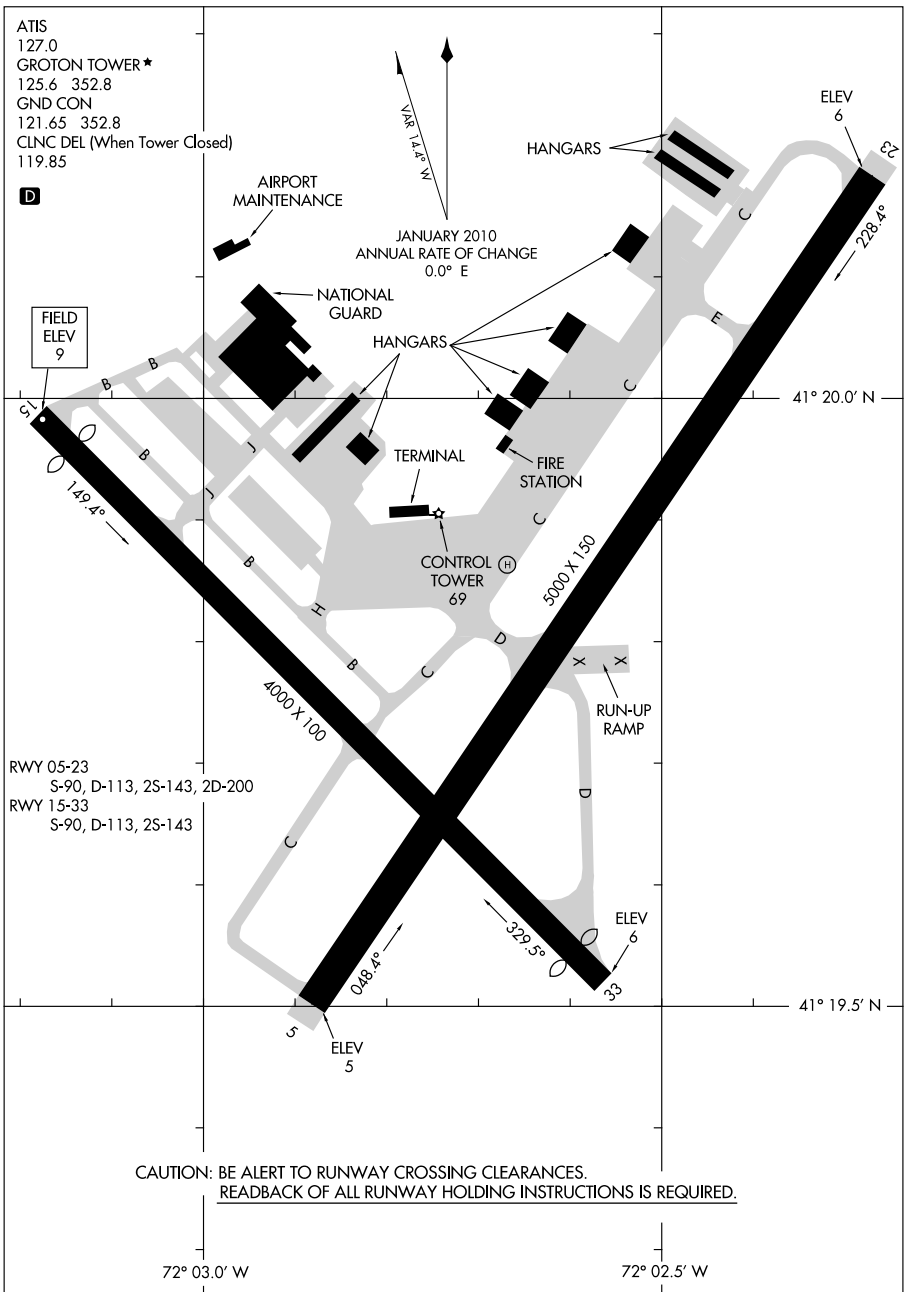 ATIS
127.0
GROTON TOWER★
125.6 352.8
GND CON
121.65 352.8
CLNC DEL (When Tower Closed)
119.85
D
VAR 14.4° W
JANUARY 2010
ANNUAL RATE OF CHANGE
0.0° E
AIRPORT
MAINTENANCE
HANGARS
ELEV
6
23
228.4°
C
E
NATIONAL
GUARD
FIELD
ELEV
9
HANGARS
B
B
C
41° 20.0' N
15
149.4°
B
J
J
TERMINAL
FIRE
STATION
C
B
CONTROL
TOWER
69
H
5000 X 150
H
B
C
D
X
X
RUN-UP
RAMP
4000 X 100
D
RWY 05-23
S-90, D-113, 2S-143, 2D-200
RWY 15-33
S-90, D-113, 2S-143
C
048.4°
329.5°
ELEV
6
33
5
ELEV
5
41° 19.5' N
CAUTION: BE ALERT TO RUNWAY CROSSING CLEARANCES.
READBACK OF ALL RUNWAY HOLDING INSTRUCTIONS IS REQUIRED.
72° 03.0' W
72° 02.5' W